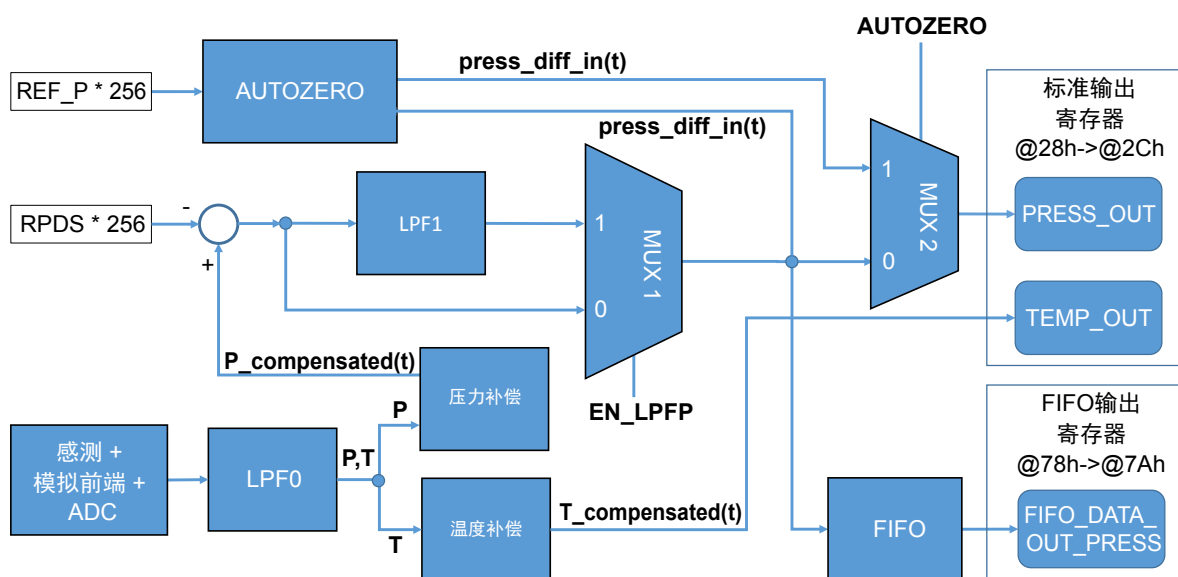 AUTOZERO
REF_P * 256
AUTOZERO
press_diff_in(t)
press_diff_in(t)
标准输出
寄存器
@28h->@2Ch
1
MUX 2
0
PRESS_OUT
TEMP_OUT
RPDS * 256
-
+
LPF1
1
MUX 1
0
EN_LPFP
P_compensated(t)
压力补偿
P
感测 +
模拟前端 +
ADC
LPF0
P,T
T
温度补偿
T_compensated(t)
FIFO
FIFO输出
寄存器
@78h->@7Ah
FIFO_DATA_
OUT_PRESS